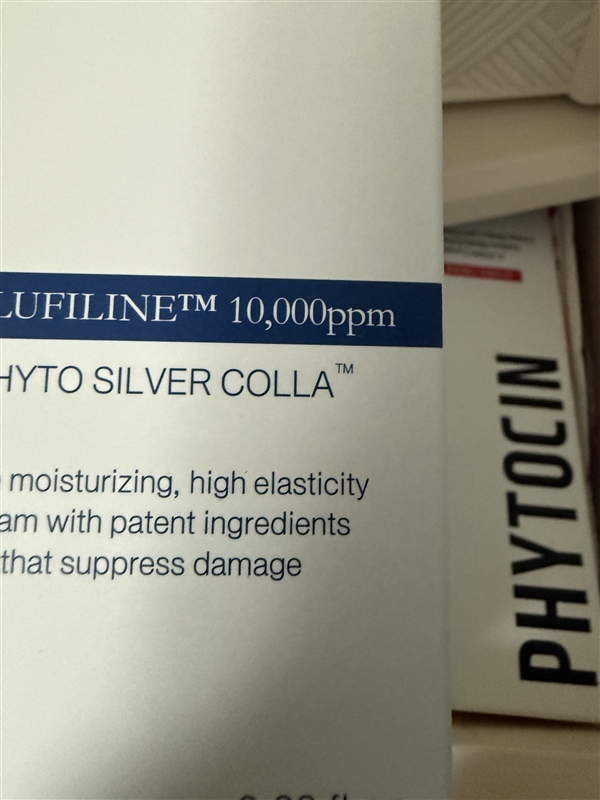 LUFILINE™ 10,000ppm
HYTO SILVER COLLA™
moisturizing, high elasticity
am with patent ingredients
that suppress damage
PHYTOCIN